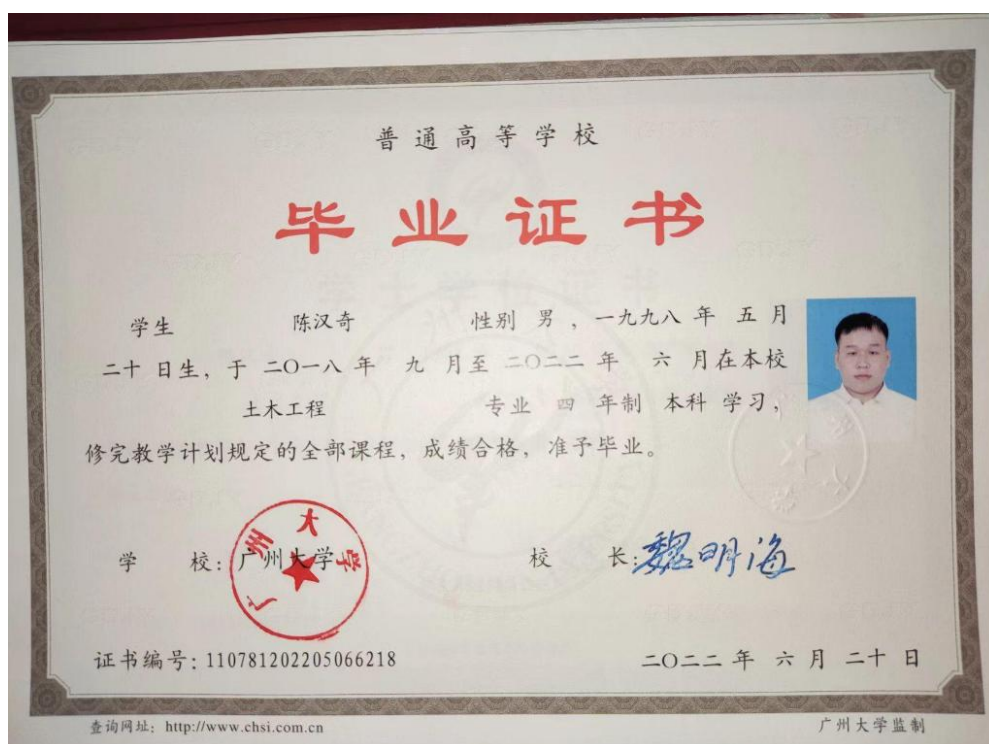 普通高等学校
毕业证书
学生 陈汉奇 性别 男 ，一九九八 年 五 月
二十 日生，于 二〇一八 年 九 月至 二〇二二 年 六 月在本校
土木工程 专业 四 年制 本科 学习，
修完教学计划规定的全部课程，成绩合格，准予毕业。
学 校：广州大学 校 长：魏明海
广州大学
证书编号：110781202205066218 二〇二二 年 六 月 二十 日
查询网址：http://www.chsi.com.cn 广州大学监制